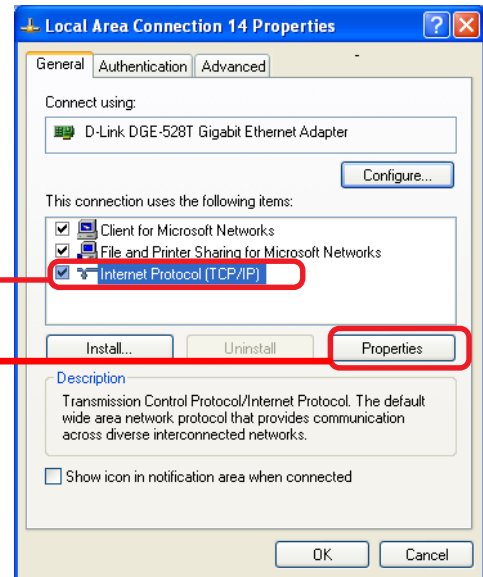 Local Area Connection 14 Properties
General Authentication Advanced
Connect using:
D-Link DGE-528T Gigabit Ethernet Adapter
Configure...
This connection uses the following items:
Client for Microsoft Networks
File and Printer Sharing for Microsoft Networks
Internet Protocol (TCP/IP)
Install... Uninstall Properties
Description
Transmission Control Protocol/Internet Protocol. The default
wide area network protocol that provides communication
across diverse interconnected networks.
Show icon in notification area when connected
OK Cancel